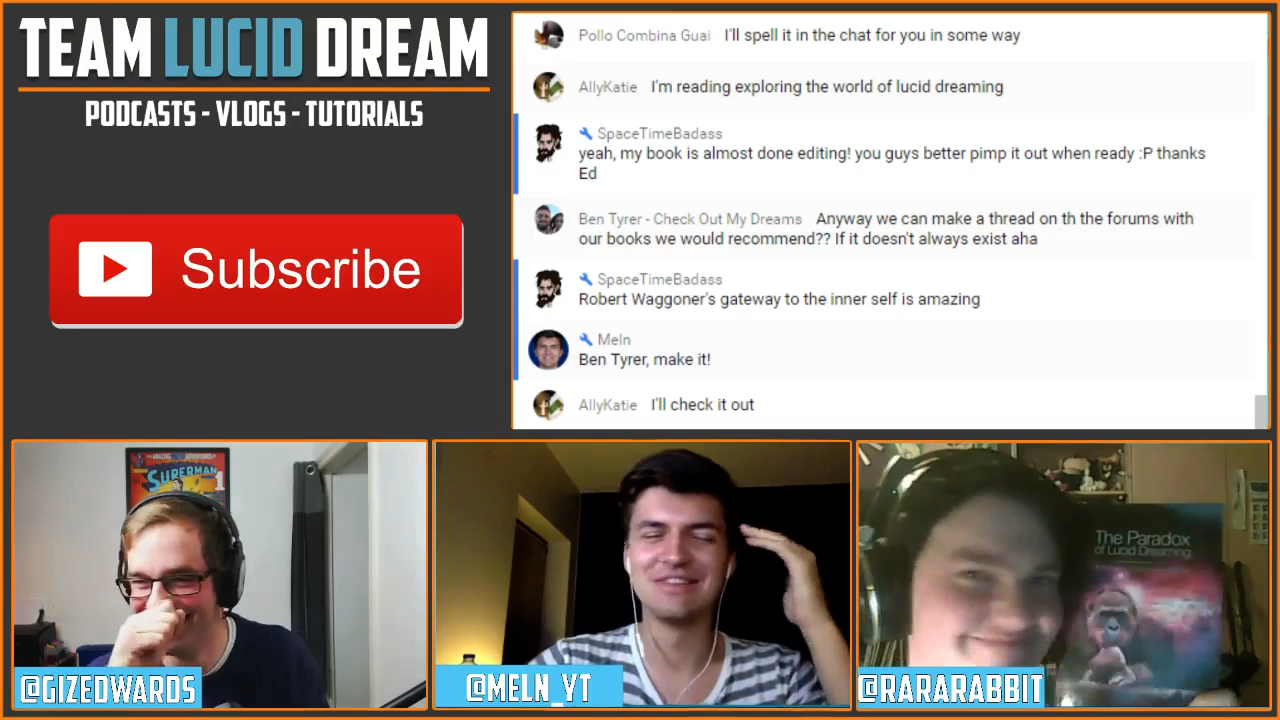 TEAM LUCID DREAM
PODCASTS - VLOGS - TUTORIALS
Subscribe
Pollo Combina Guai I'll spell it in the chat for you in some way
AllyKatie I'm reading exploring the world of lucid dreaming
SpaceTimeBadass
yeah, my book is almost done editing! you guys better pimp it out when ready :P thanks
Ed
Ben Tyrer - Check Out My Dreams Anyway we can make a thread on th the forums with
our books we would recommend?? If it doesn't always exist aha
SpaceTimeBadass
Robert Waggoner's gateway to the inner self is amazing
Meln
Ben Tyrer, make it!
AllyKatie I'll check it out
SUPERMAN
1
The Paradox
of Lucid Dreaming
@GIZEDWARDS
@MELN_YT
@RARARABBIT